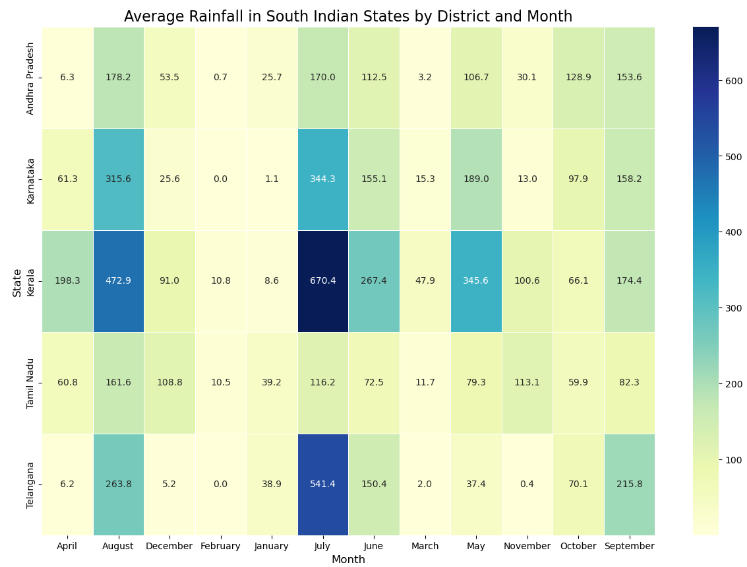 Average Rainfall in South Indian States by District and Month
State
Andhra Pradesh 6.3 178.2 53.5 0.7 25.7 170.0 112.5 3.2 106.7 30.1 128.9 153.6
Karnataka 61.3 315.6 25.6 0.0 1.1 344.3 155.1 15.3 189.0 13.0 97.9 158.2
Kerala 198.3 472.9 91.0 10.8 8.6 670.4 267.4 47.9 345.6 100.6 66.1 174.4
Tamil Nadu 60.8 161.6 108.8 10.5 39.2 116.2 72.5 11.7 79.3 113.1 59.9 82.3
Telangana 6.2 263.8 5.2 0.0 38.9 541.4 150.4 2.0 37.4 0.4 70.1 215.8
April August December February January July June March May November October September
Month
600
500
400
300
200
100